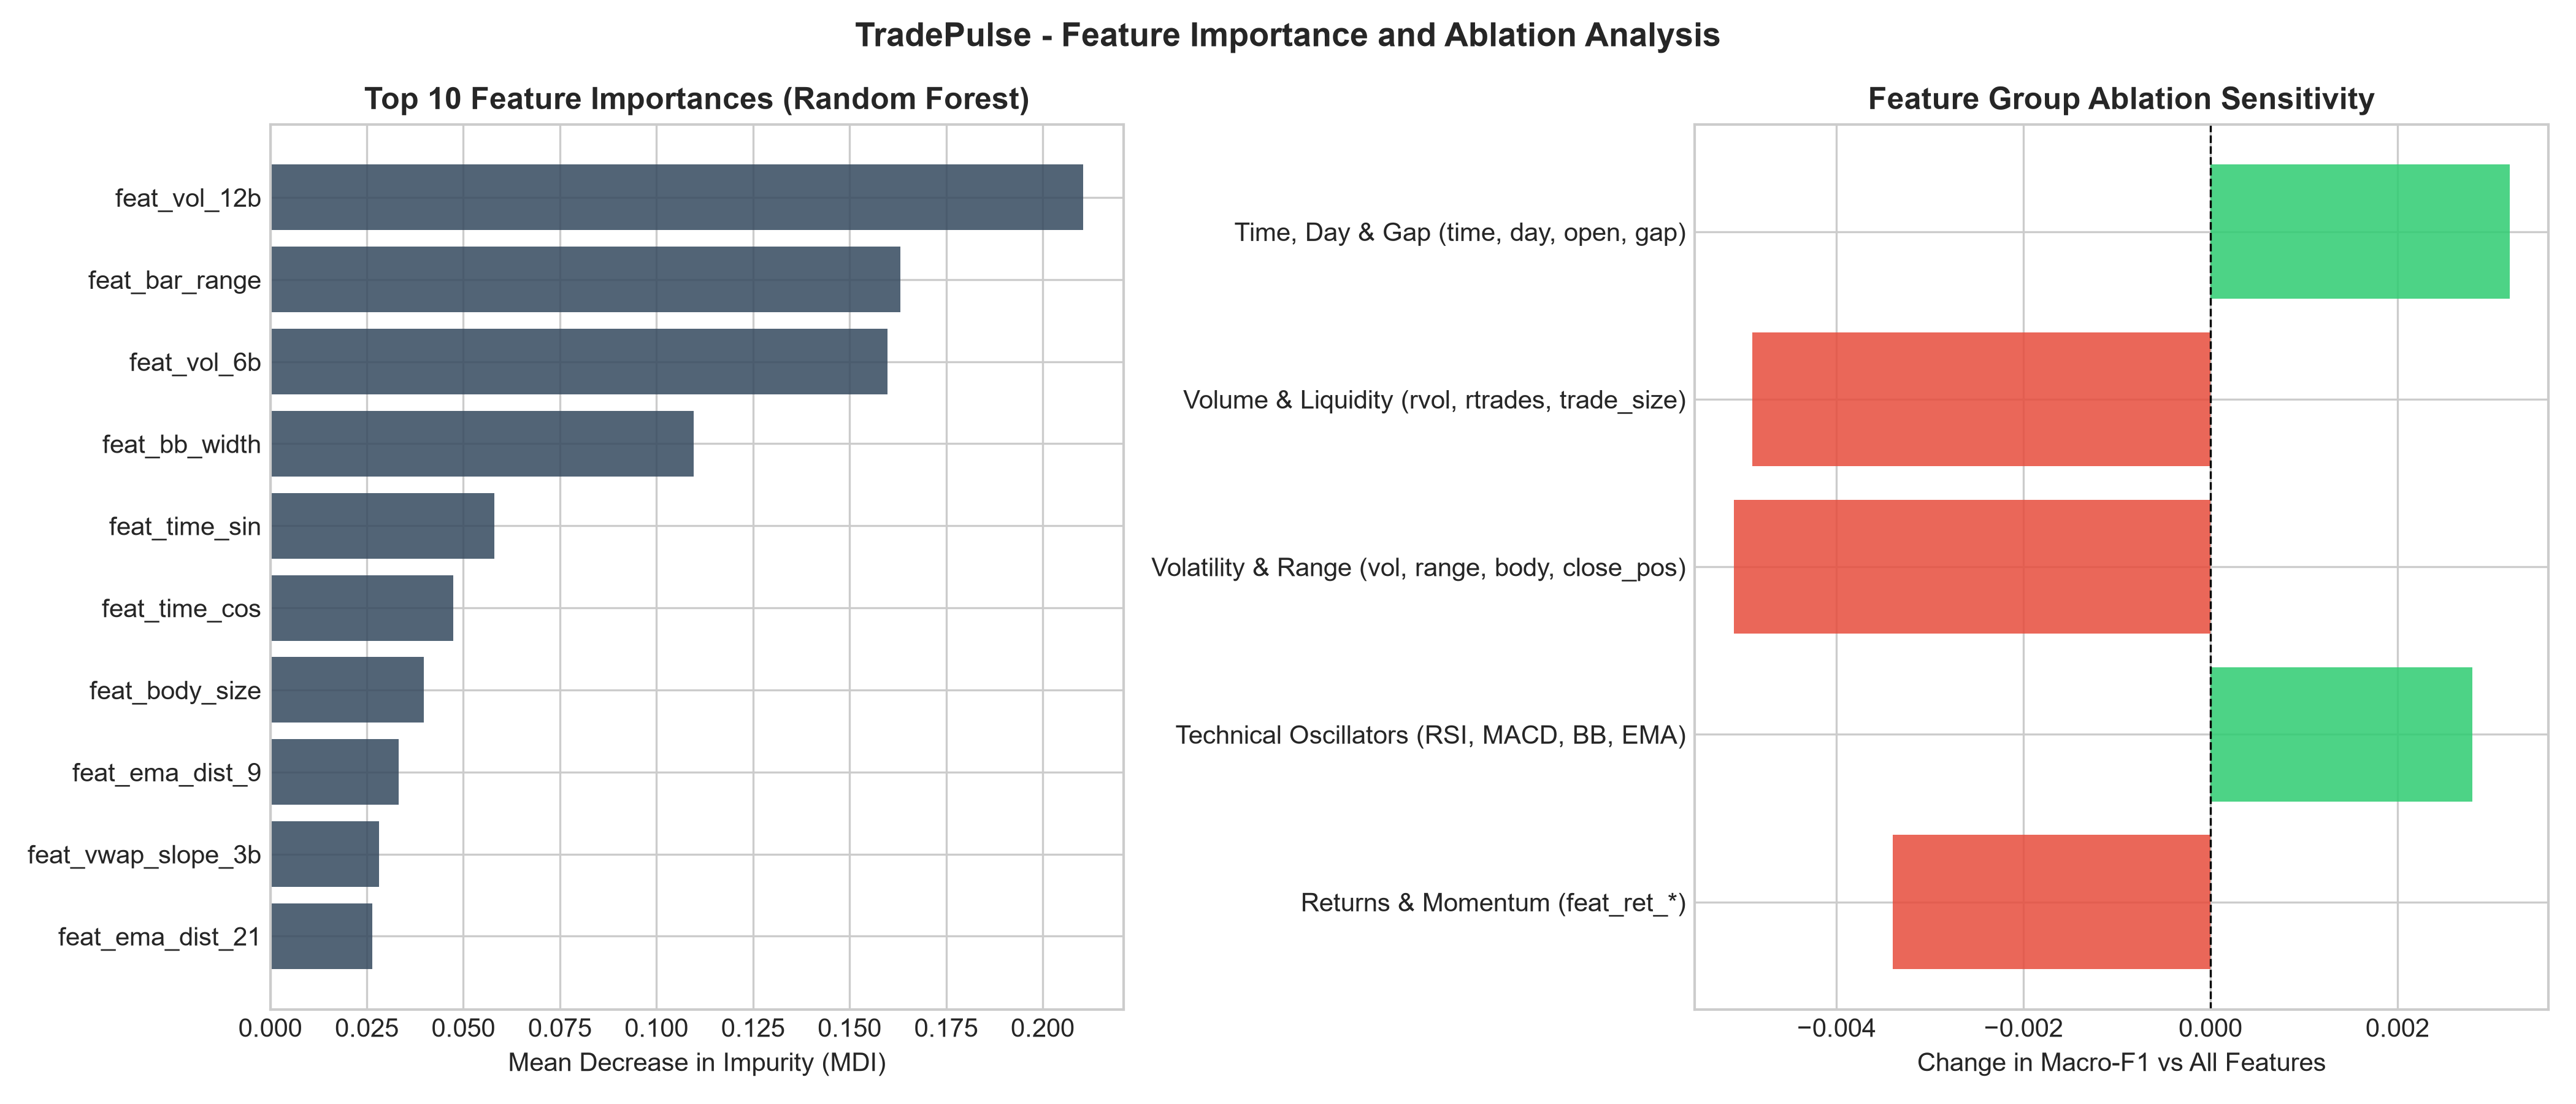 TradePulse - Feature Importance and Ablation Analysis
Top 10 Feature Importances (Random Forest)
feat_vol_12b
feat_bar_range
feat_vol_6b
feat_bb_width
feat_time_sin
feat_time_cos
feat_body_size
feat_ema_dist_9
feat_vwap_slope_3b
feat_ema_dist_21
0.000 0.025 0.050 0.075 0.100 0.125 0.150 0.175 0.200
Mean Decrease in Impurity (MDI)
Feature Group Ablation Sensitivity
Time, Day & Gap (time, day, open, gap)
Volume & Liquidity (rvol, rtrades, trade_size)
Volatility & Range (vol, range, body, close_pos)
Technical Oscillators (RSI, MACD, BB, EMA)
Returns & Momentum (feat_ret_*)
−0.004 −0.002 0.000 0.002
Change in Macro-F1 vs All Features